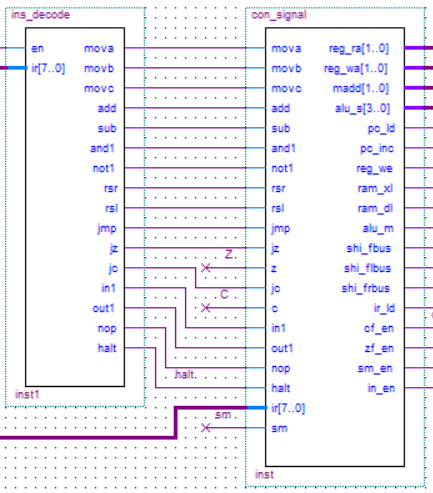 ins_decode
en
ir[7..0]
mova
movb
movc
add
sub
and1
not1
rsr
rsl
jmp
jz
jc
in1
out1
nop
halt
inst1
Z
C
halt
sm
con_signal
mova
movb
movc
add
sub
and1
not1
rsr
rsl
jmp
jz
z
jc
c
in1
out1
nop
halt
ir[7..0]
sm
reg_ra[1..0]
reg_wa[1..0]
madd[1..0]
alu_s[3..0]
pc_ld
pc_inc
reg_we
ram_xl
ram_dl
alu_m
shi_fbus
shi_flbus
shi_frbus
ir_ld
cf_en
zf_en
sm_en
in_en
inst